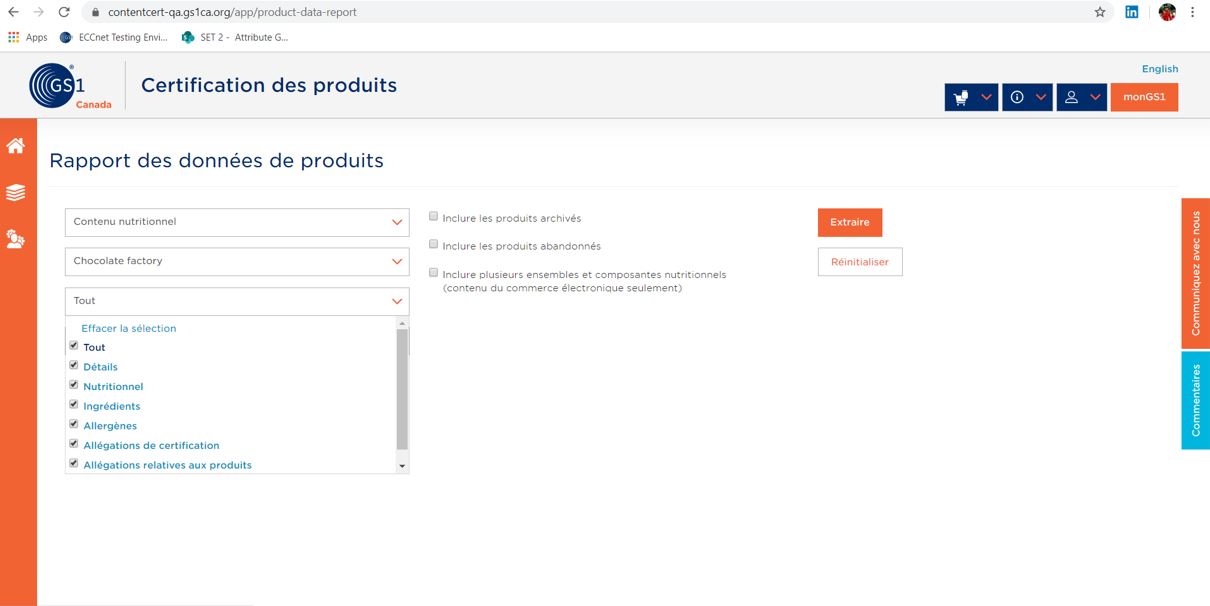 contentcert-qa.gs1ca.org/app/product-data-report
Apps
ECCnet Testing Envi...
SET 2 - Attribute G...
GS1
®
Canada
Certification des produits
English
monGS1
Rapport des données de produits
Contenu nutritionnel
Chocolate factory
Tout
Effacer la sélection
Tout
Détails
Nutritionnel
Ingrédients
Allergènes
Allégations de certification
Allégations relatives aux produits
Inclure les produits archivés
Inclure les produits abandonnés
Inclure plusieurs ensembles et composantes nutritionnels
(contenu du commerce électronique seulement)
Extraire
Réinitialiser
Communiquez avec nous
Commentaires